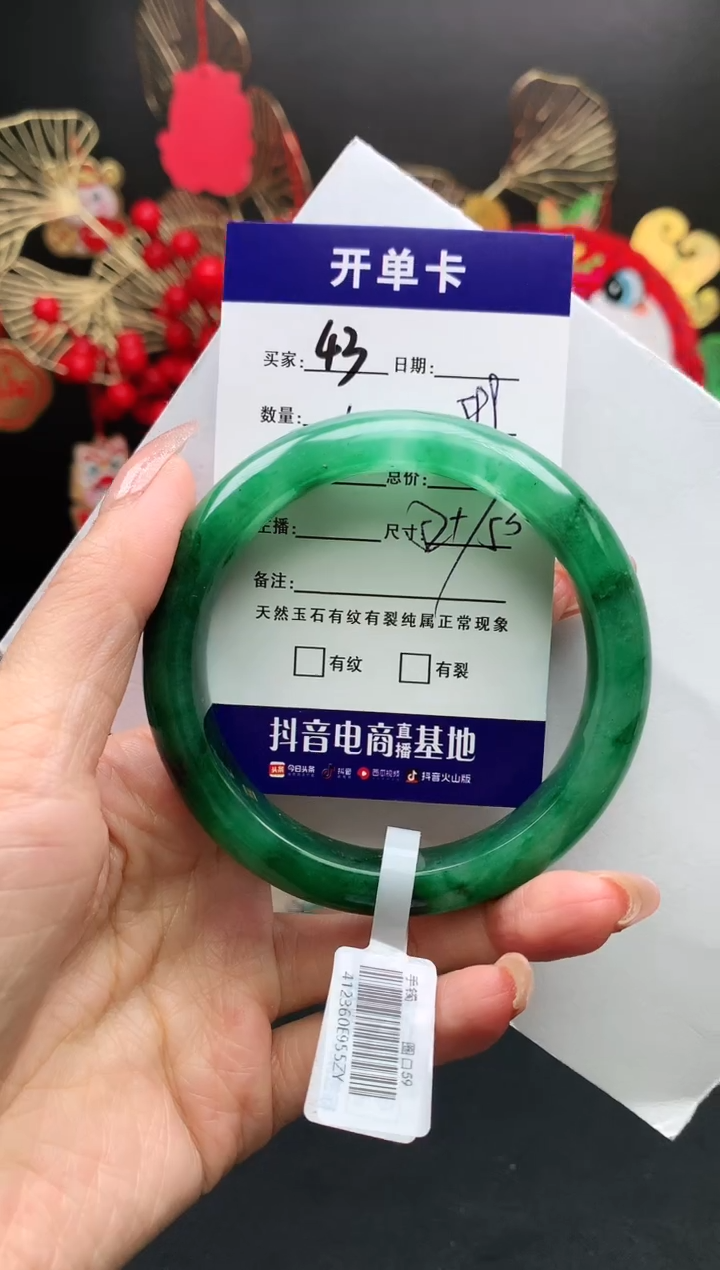 开单卡
买家: 43 日期:
数量:
总价:
主播: 尺寸:
备注:
天然玉石有纹有裂纯属正常现象
有纹 有裂
抖音电商直播基地
今日头条 抖音 西瓜视频 抖音火山版
手镯
圈口59
412360E955ZY